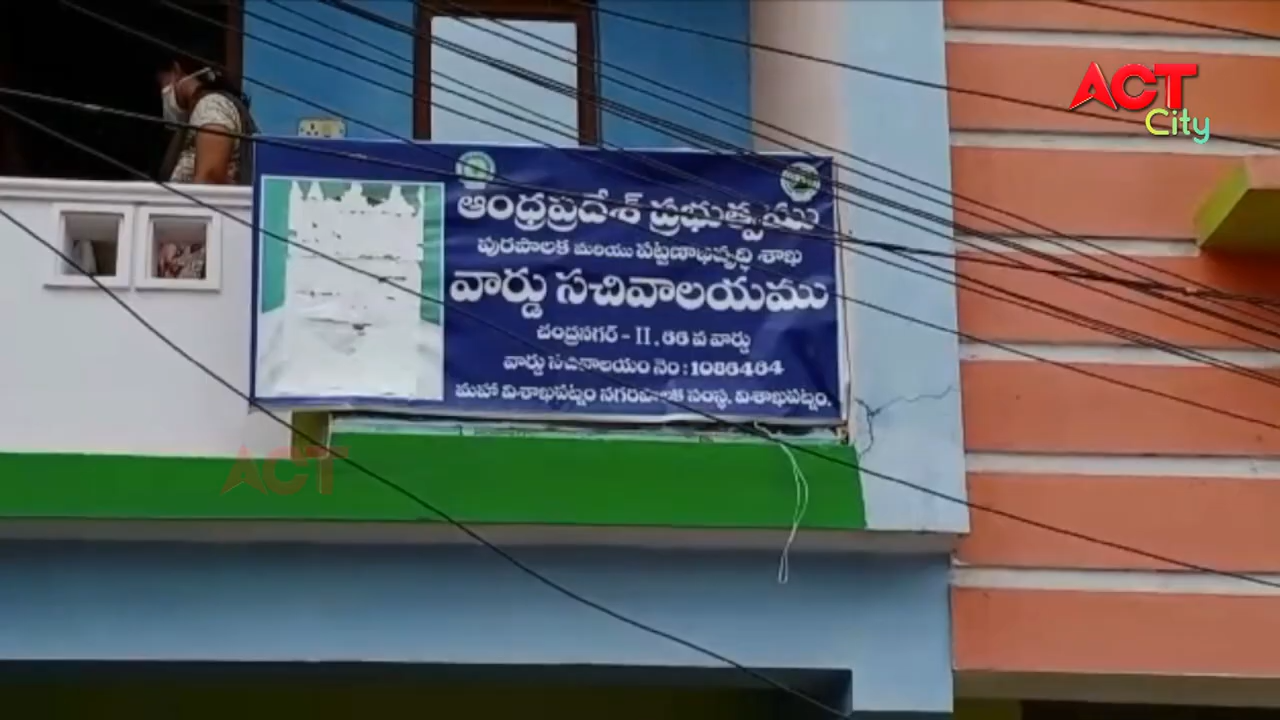 ACT
City
ఆంధ్రప్రదేశ్ ప్రభుత్వము
పురపాలక మరియు పట్టణాభివృద్ధి శాఖ
వార్డు సచివాలయము
చంద్రనగర్ - II, 66 వ వార్డు
వార్డు సచివాలయం నెం : 1086464
మహా విశాఖపట్నం నగరపాలక సంస్థ, విశాఖపట్నం.
ACT